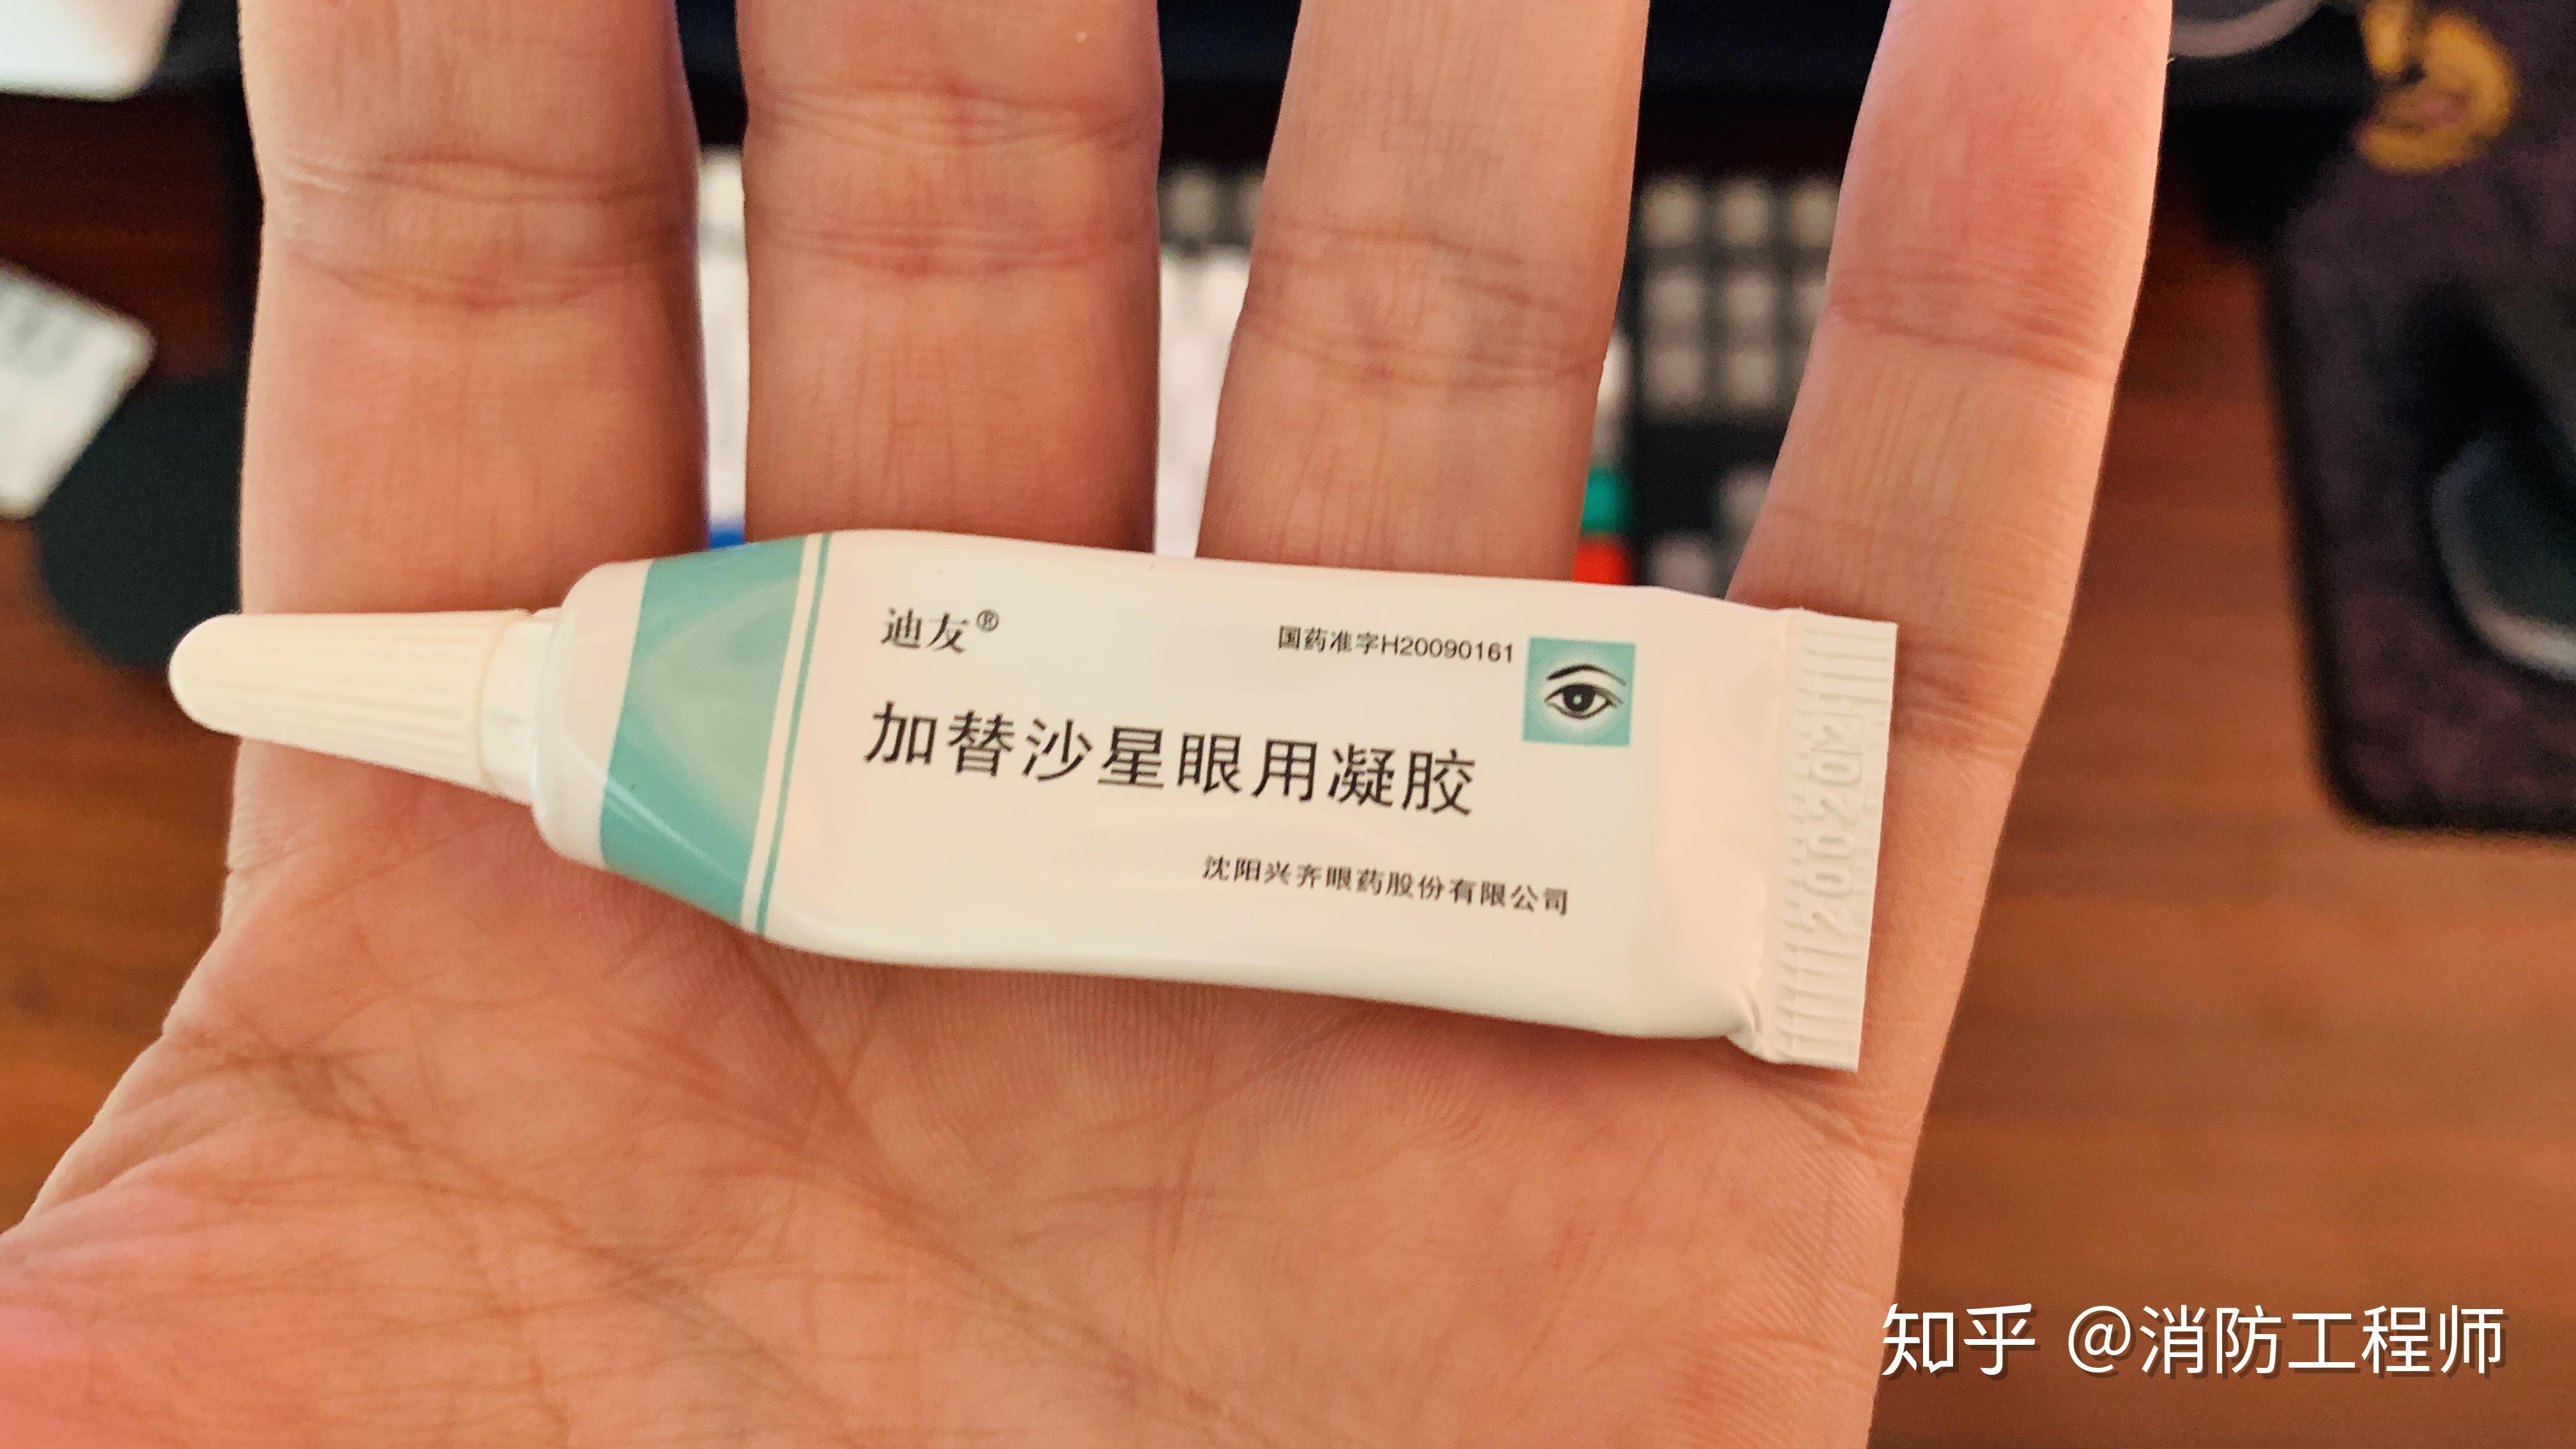 迪友®
国药准字H20090161
加替沙星眼用凝胶
沈阳兴齐眼药股份有限公司
知乎 @消防工程师